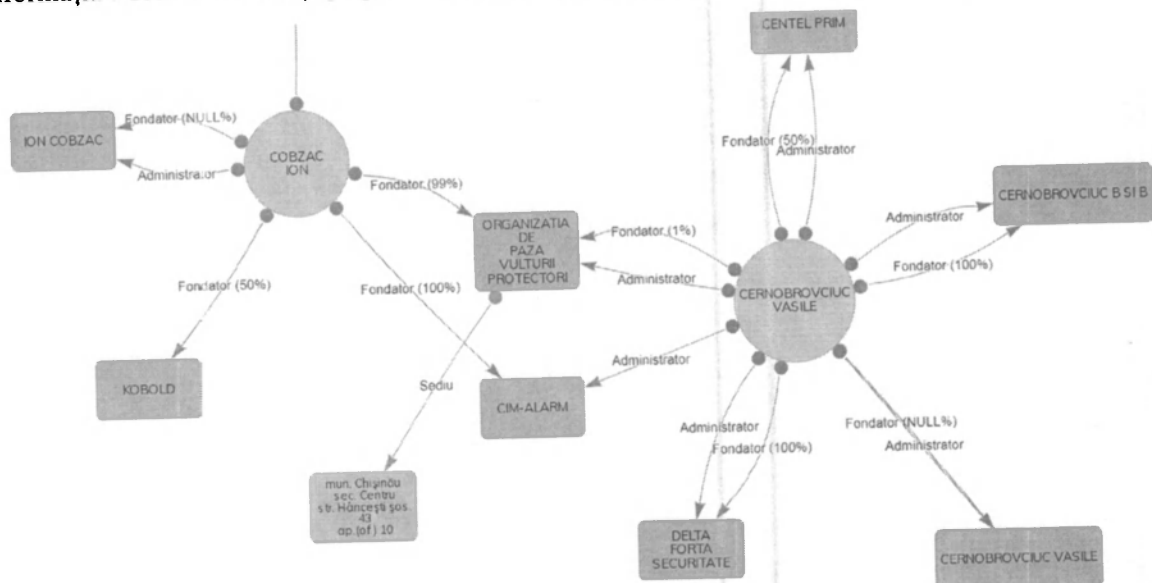 CENTEL PRIM
Fondator (NULL%)
ION COBZAC
COBZAC
ION
Administrator
Fondator (99%)
Fondator (50%)
Administrator
CERNOBROVCIUC B SI B
Administrator
Fondator (100%)
ORGANIZATIA
DE
PAZA
VULTURII
PROTECTORI
Fondator (1%)
Administrator
CERNOBROVCIUC
VASILE
Fondator (50%)
Fondator (100%)
Administrator
KOBOLD
Sediu
CIM-ALARM
Administrator
Fondator (100%)
Fondator (NULL%)
Administrator
mun. Chişinău
sec. Centru
str. Hânceşti şos.
43
ap.(of) 10
DELTA
FORTA
SECURITATE
CERNOBROVCIUC VASILE